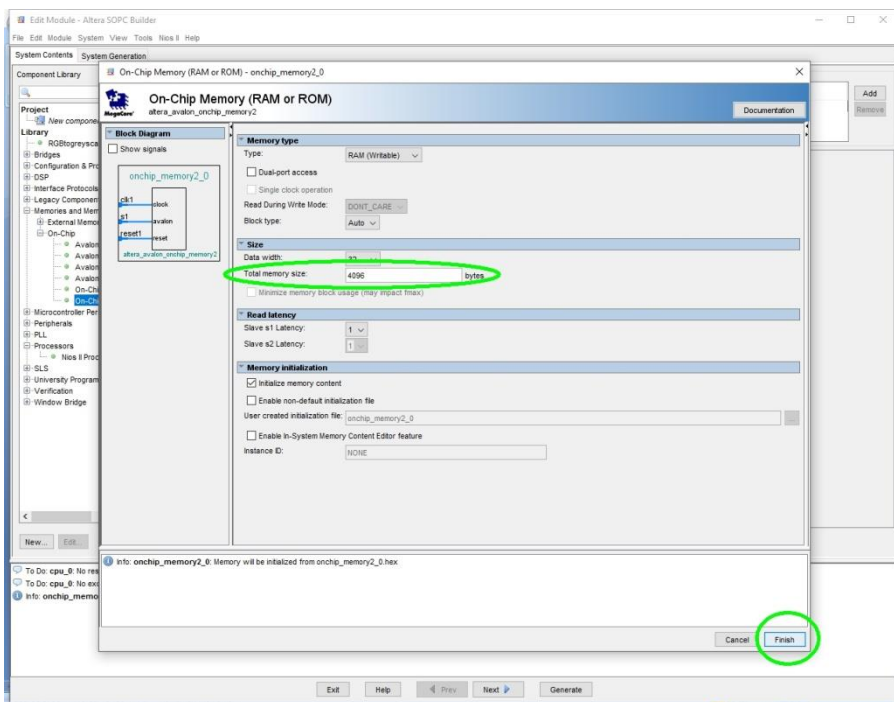 Edit Module - Altera SOPC Builder
File Edit Module System View Tools Nios II Help
System Contents System Generation
Component Library
Project
New compone
Library
RGBtogreysca
Bridges
Configuration & Pro
DSP
Interface Protocols
Legacy Componen
Memories and Mem
External Memo
On-Chip
Avalon
Avalon
Avalon
Avalon
On-Chi
On-Chi
Microcontroller Per
Peripherals
PLL
Processors
Nios II Proc
SLS
University Program
Verification
Window Bridge
New... Edit...
Add
Remove
On-Chip Memory (RAM or ROM) - onchip_memory2_0
MegaCore'
On-Chip Memory (RAM or ROM)
altera_avalon_onchip_memory2
Documentation
Block Diagram
Show signals
onchip_memory2_0
clk1 clock
s1 avalon
reset1 reset
altera_avalon_onchip_memory2
Memory type
Type: RAM (Writable)
Dual-port access
Single clock operation
Read During Write Mode: DONT_CARE
Block type: Auto
Size
Data width: 32
Total memory size: 4096 bytes
Minimize memory block usage (may impact fmax)
Read latency
Slave s1 Latency: 1
Slave s2 Latency: 1
Memory initialization
Initialize memory content
Enable non-default initialization file
User created initialization file: onchip_memory2_0 ...
Enable In-System Memory Content Editor feature
Instance ID: NONE
Info: onchip_memory2_0: Memory will be initialized from onchip_memory2_0.hex
Cancel Finish
To Do: cpu_0: No res
To Do: cpu_0: No exc
Info: onchip_memo
Exit Help Prev Next Generate